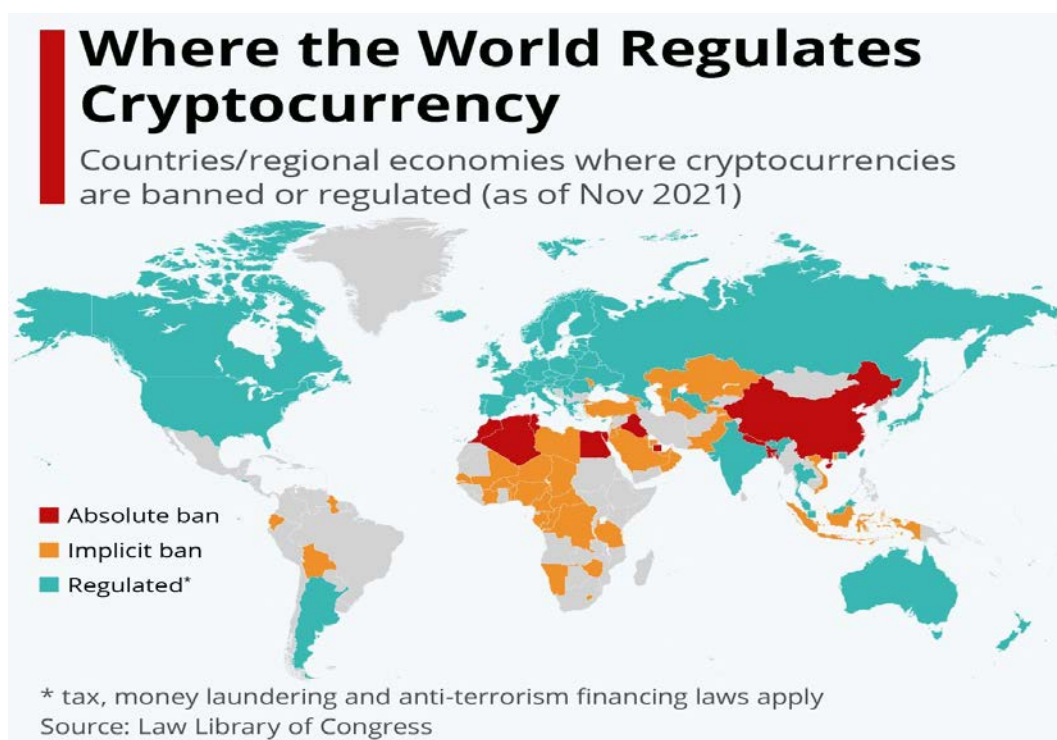 Where the World Regulates
Cryptocurrency
Countries/regional economies where cryptocurrencies
are banned or regulated (as of Nov 2021)
Absolute ban
Implicit ban
Regulated*
* tax, money laundering and anti-terrorism financing laws apply
Source: Law Library of Congress